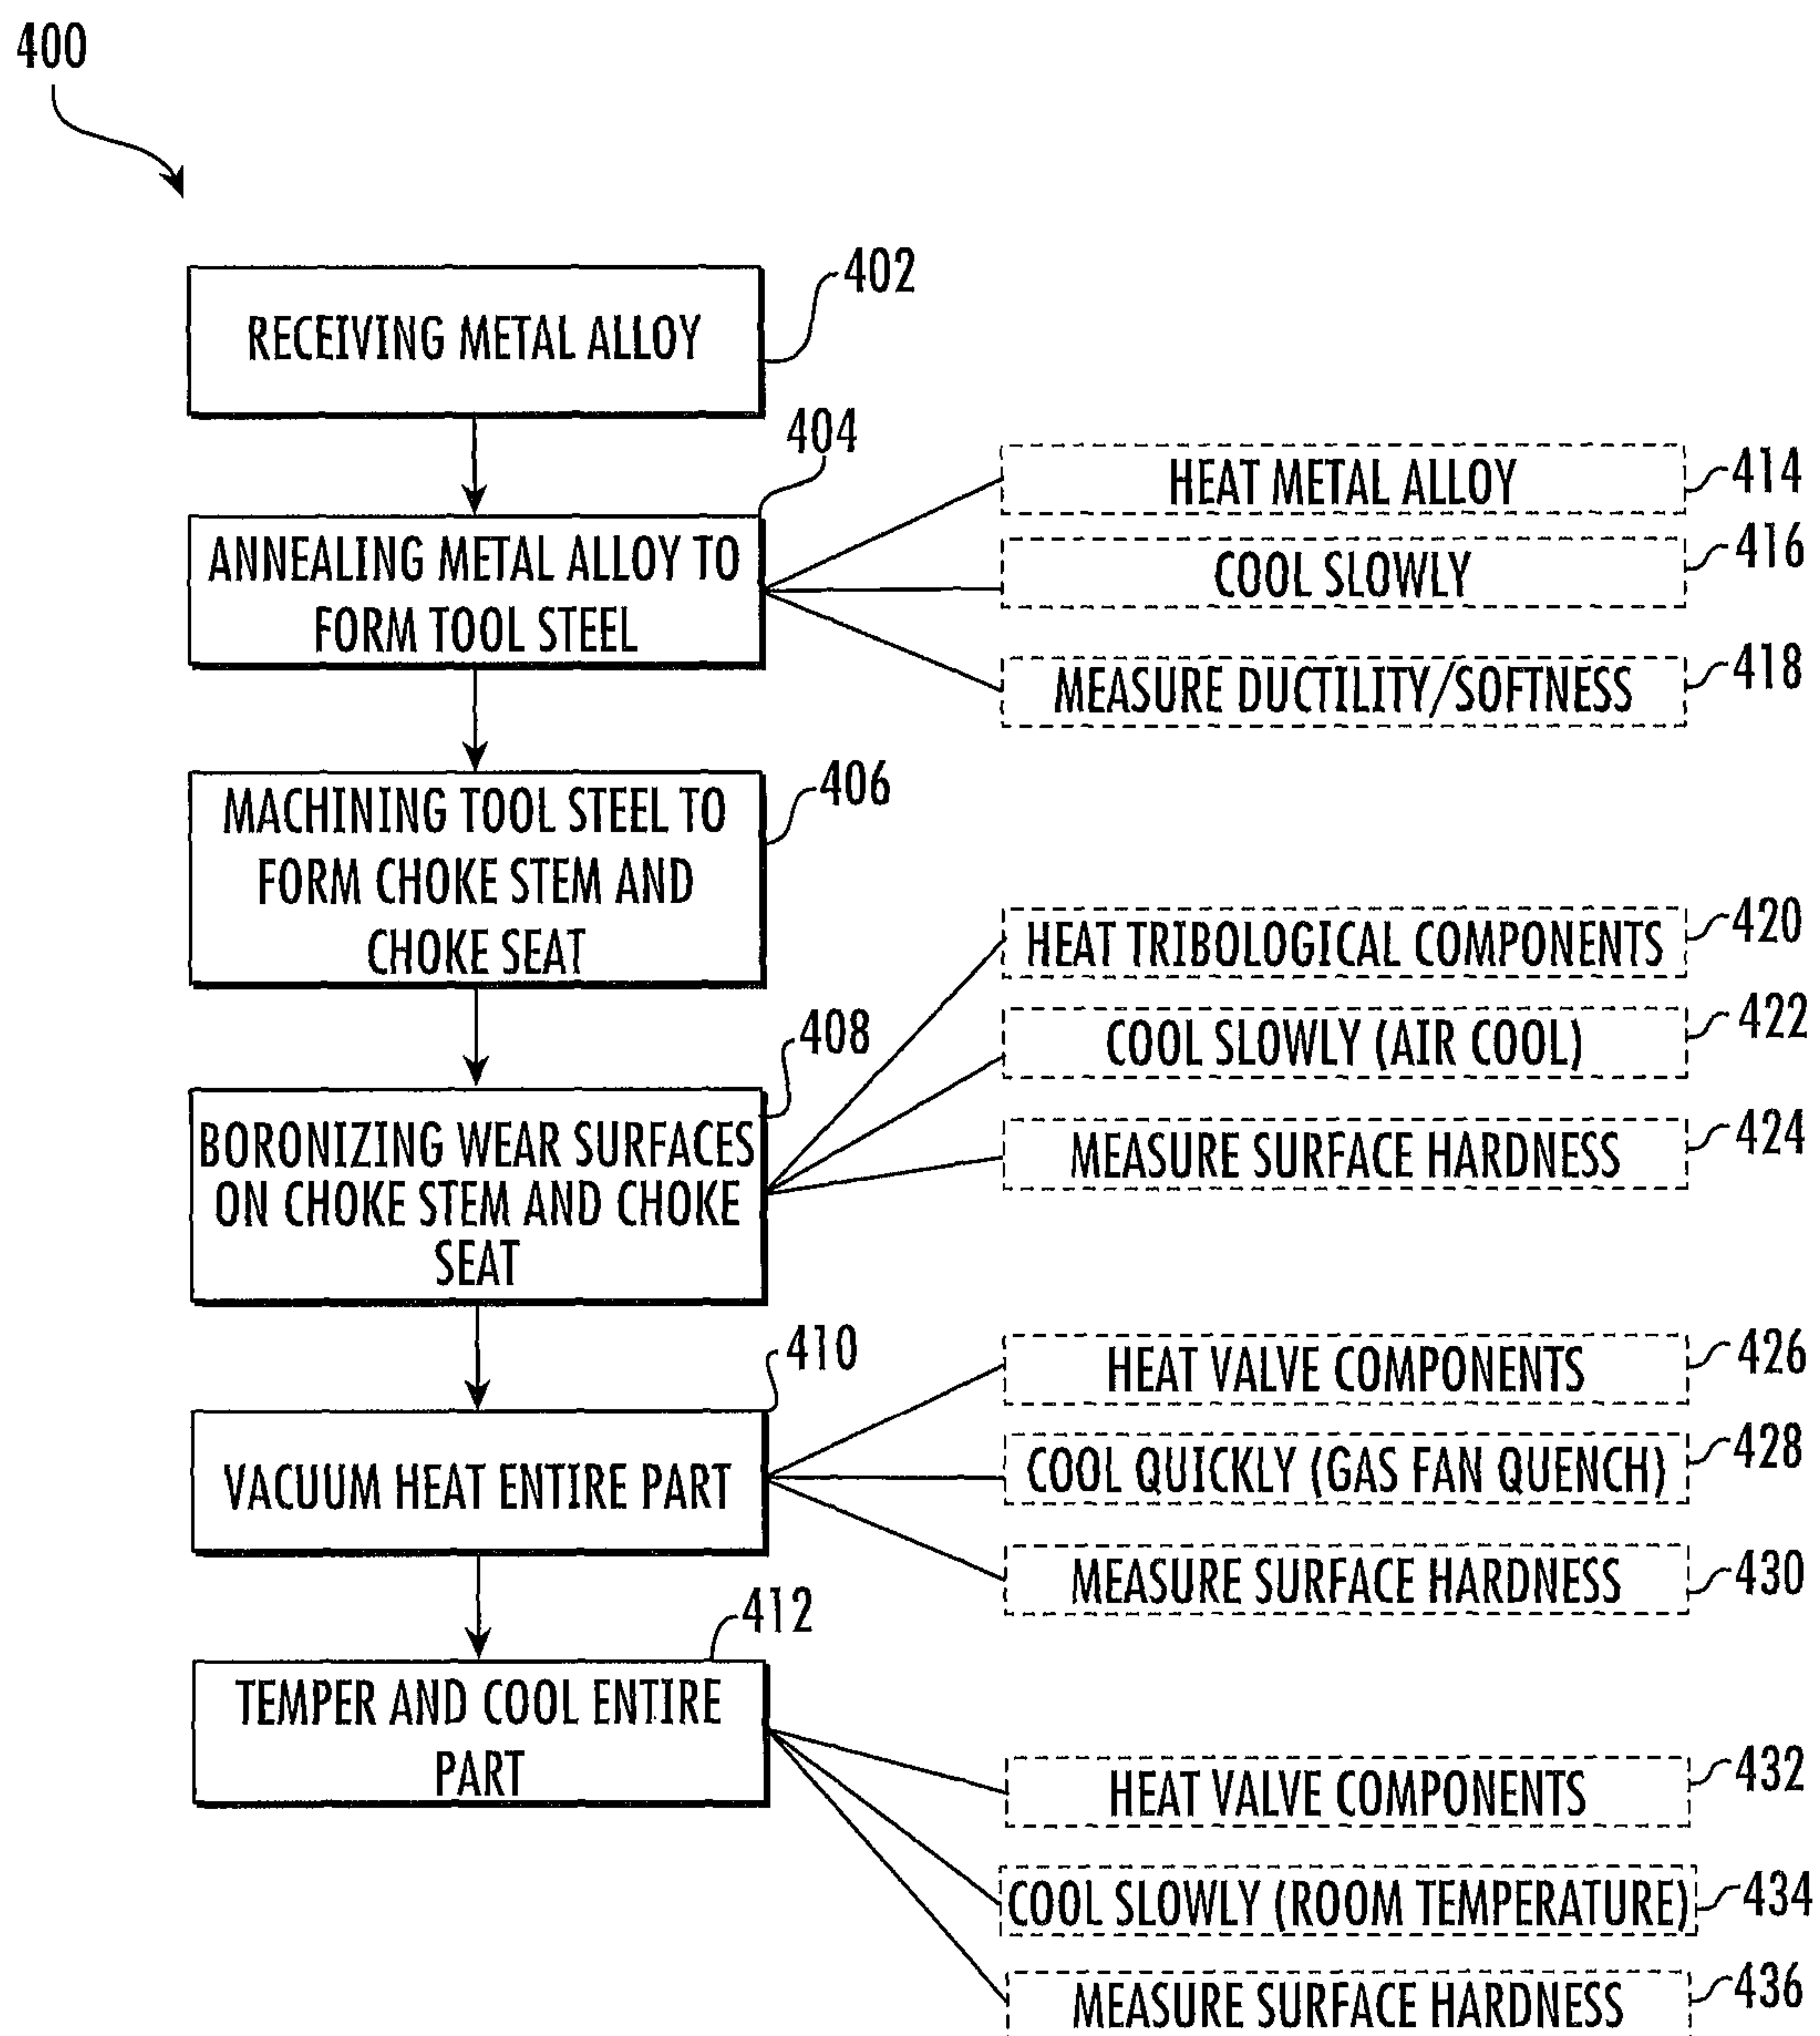 400
402
RECEIVING METAL ALLOY
404
ANNEALING METAL ALLOY TO
FORM TOOL STEEL
HEAT METAL ALLOY
414
COOL SLOWLY
416
MEASURE DUCTILITY/SOFTNESS
418
MACHINING TOOL STEEL TO
FORM CHOKE STEM AND
CHOKE SEAT
406
408
BORONIZING WEAR SURFACES
ON CHOKE STEM AND CHOKE
SEAT
HEAT TRIBOLOGICAL COMPONENTS
420
COOL SLOWLY (AIR COOL)
422
MEASURE SURFACE HARDNESS
424
410
VACUUM HEAT ENTIRE PART
HEAT VALVE COMPONENTS
426
COOL QUICKLY (GAS FAN QUENCH)
428
MEASURE SURFACE HARDNESS
430
412
TEMPER AND COOL ENTIRE
PART
HEAT VALVE COMPONENTS
432
COOL SLOWLY (ROOM TEMPERATURE)
434
MEASURE SURFACE HARDNESS
436